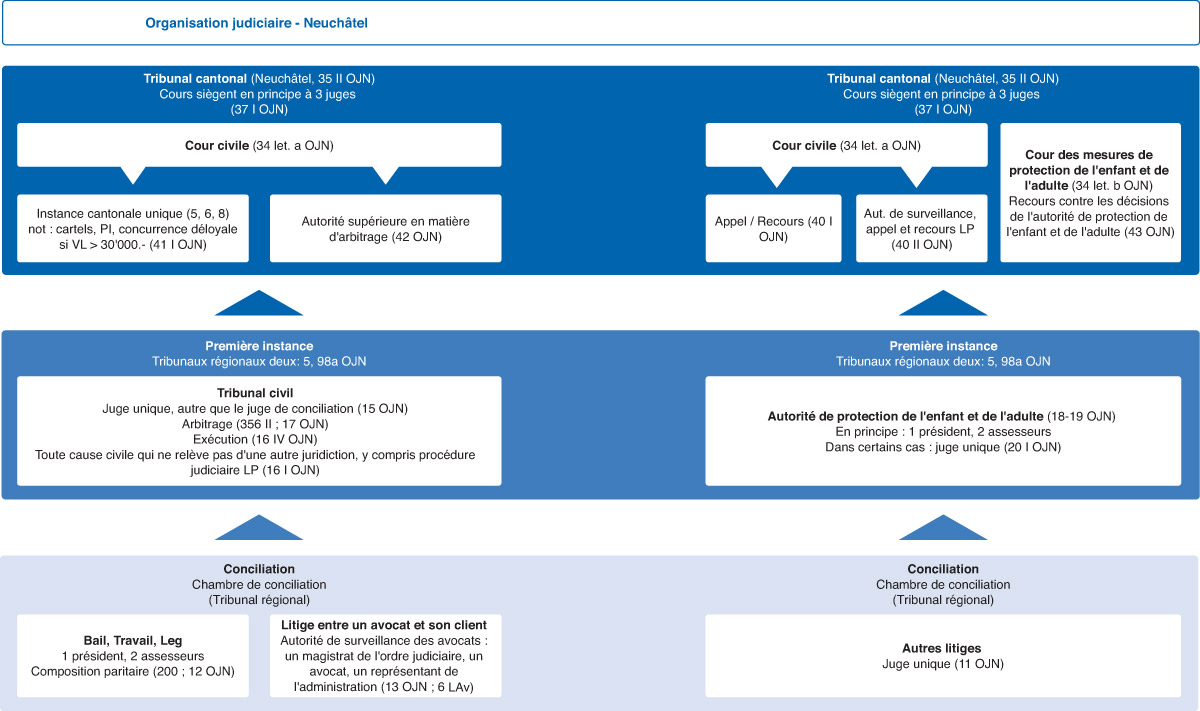 Organisation judiciaire - Neuchâtel
Tribunal cantonal (Neuchâtel, 35 II OJN)
Cours siègent en principe à 3 juges
(37 I OJN)
Cour civile (34 let. a OJN)
Instance cantonale unique (5, 6, 8)
not : cartels, PI, concurrence déloyale
si VL > 30'000.- (41 I OJN)
Autorité supérieure en matière
d'arbitrage (42 OJN)
Tribunal cantonal (Neuchâtel, 35 II OJN)
Cours siègent en principe à 3 juges
(37 I OJN)
Cour civile (34 let. a OJN)
Appel / Recours (40 I
OJN)
Aut. de surveillance,
appel et recours LP
(40 II OJN)
Cour des mesures de
protection de l'enfant et de
l'adulte (34 let. b OJN)
Recours contre les décisions
de l'autorité de protection de
l'enfant et de l'adulte (43 OJN)
Première instance
Tribunaux régionaux deux: 5, 98a OJN
Tribunal civil
Juge unique, autre que le juge de conciliation (15 OJN)
Arbitrage (356 II ; 17 OJN)
Exécution (16 IV OJN)
Toute cause civile qui ne relève pas d'une autre juridiction, y compris procédure
judiciaire LP (16 I OJN)
Première instance
Tribunaux régionaux deux: 5, 98a OJN
Autorité de protection de l'enfant et de l'adulte (18-19 OJN)
En principe : 1 président, 2 assesseurs
Dans certains cas : juge unique (20 I OJN)
Conciliation
Chambre de conciliation
(Tribunal régional)
Bail, Travail, Leg
1 président, 2 assesseurs
Composition paritaire (200 ; 12 OJN)
Litige entre un avocat et son client
Autorité de surveillance des avocats :
un magistrat de l'ordre judiciaire, un
avocat, un représentant de
l'administration (13 OJN ; 6 LAv)
Conciliation
Chambre de conciliation
(Tribunal régional)
Autres litiges
Juge unique (11 OJN)